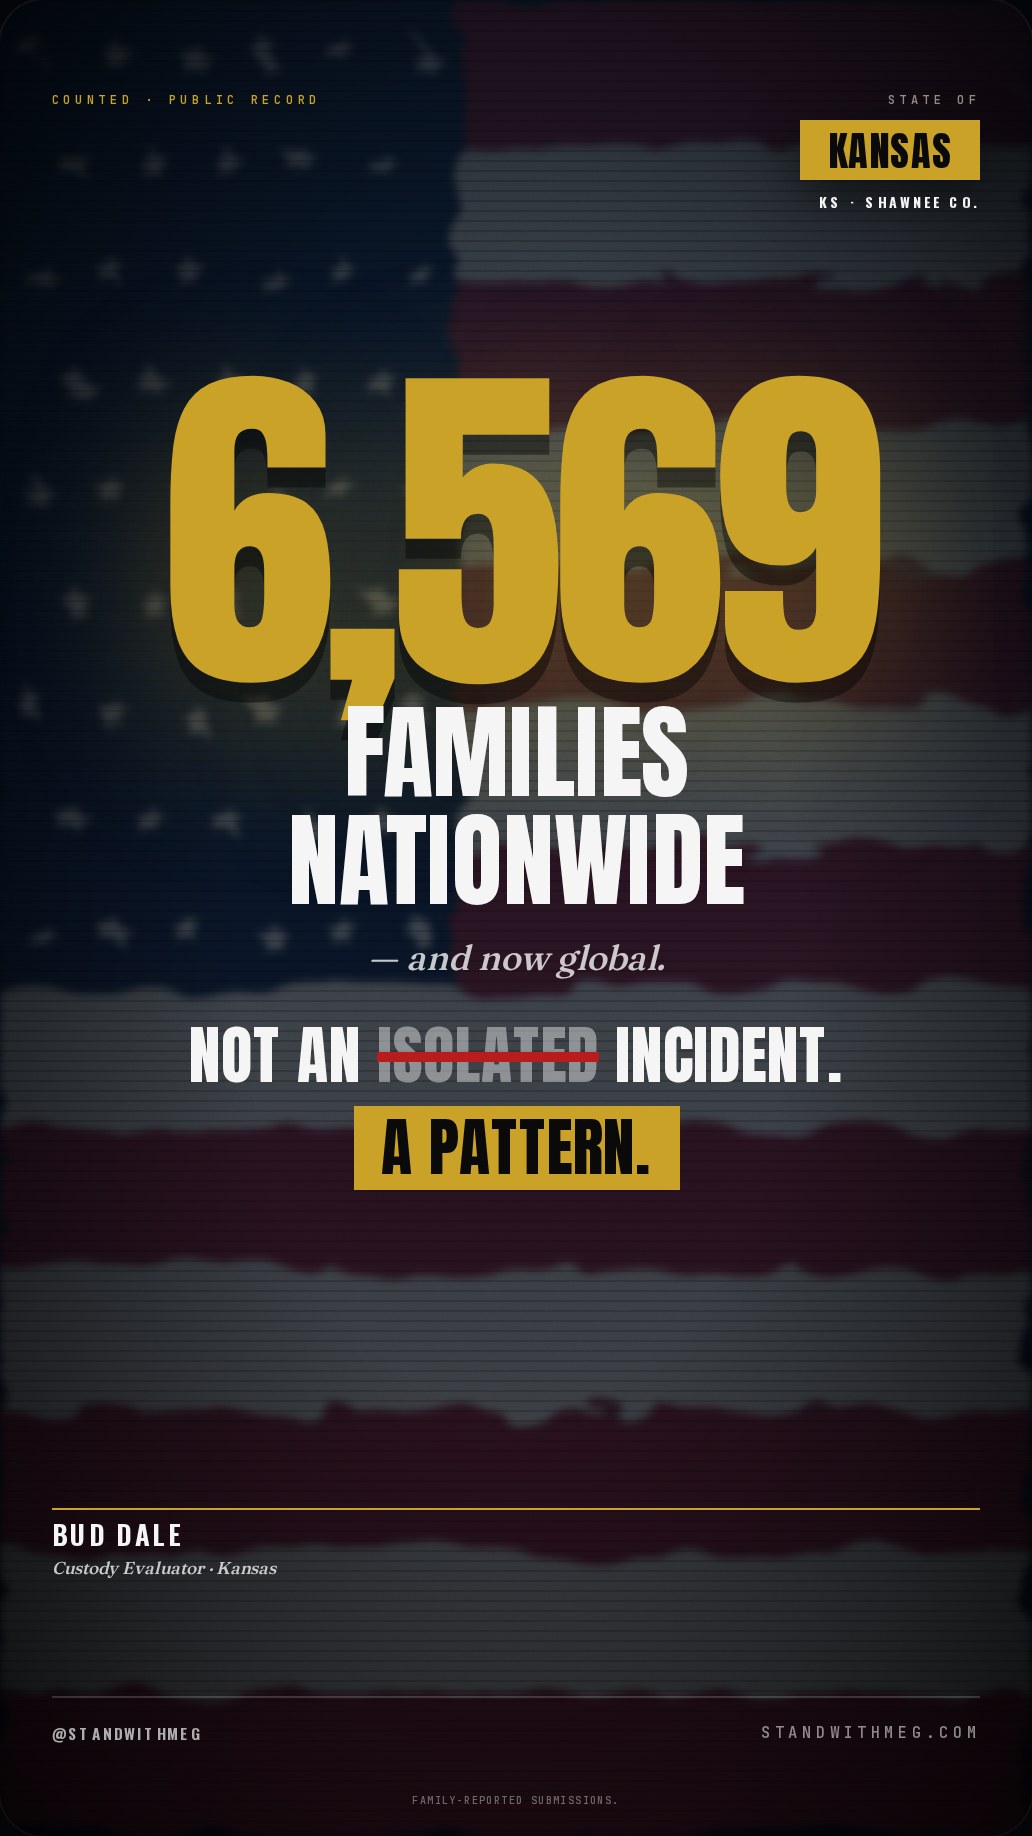 COUNTED · PUBLIC RECORD
STATE OF
KANSAS
KS · SHAWNEE CO.
6,569
FAMILIES
NATIONWIDE
— and now global.
NOT AN ISOLATED INCIDENT.
A PATTERN.
BUD DALE
Custody Evaluator · Kansas
@STANDWITHMEG
STANDWITHMEG.COM
FAMILY-REPORTED SUBMISSIONS.